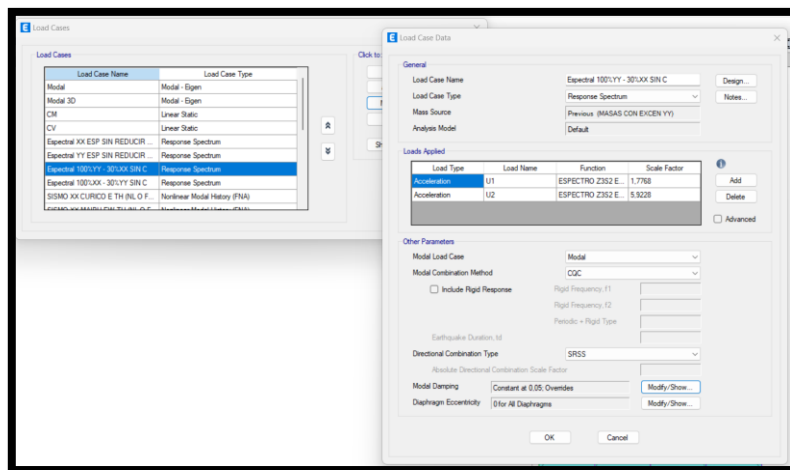 E Load Cases
Load Cases
Click to:
Load Case Name Load Case Type
Modal Modal - Eigen
Modal 3D Modal - Eigen
CM Linear Static
CV Linear Static
Espectral XX ESP SIN REDUCIR ... Response Spectrum
Espectral YY ESP SIN REDUCIR ... Response Spectrum
Espectral 100%YY - 30%XX SIN C Response Spectrum
Espectral 100%XX - 30%YY SIN C Response Spectrum
SISMO XX CURICO E TH (NL O F... Nonlinear Modal History (FNA)
E Load Case Data
General
Load Case Name Espectral 100%YY - 30%XX SIN C Design...
Load Case Type Response Spectrum Notes...
Mass Source Previous (MASAS CON EXCEN YY)
Analysis Model Default
Loads Applied
Load Type Load Name Function Scale Factor
Acceleration U1 ESPECTRO Z3S2 E... 1,7768 Add
Acceleration U2 ESPECTRO Z3S2 E... 5,9228 Delete
Advanced
Other Parameters
Modal Load Case Modal
Modal Combination Method CQC
Include Rigid Response Rigid Frequency, f1
Rigid Frequency, f2
Periodic + Rigid Type
Earthquake Duration, td
Directional Combination Type SRSS
Absolute Directional Combination Scale Factor
Modal Damping Constant at 0,05; Overrides Modify/Show...
Diaphragm Eccentricity 0 for All Diaphragms Modify/Show...
OK Cancel